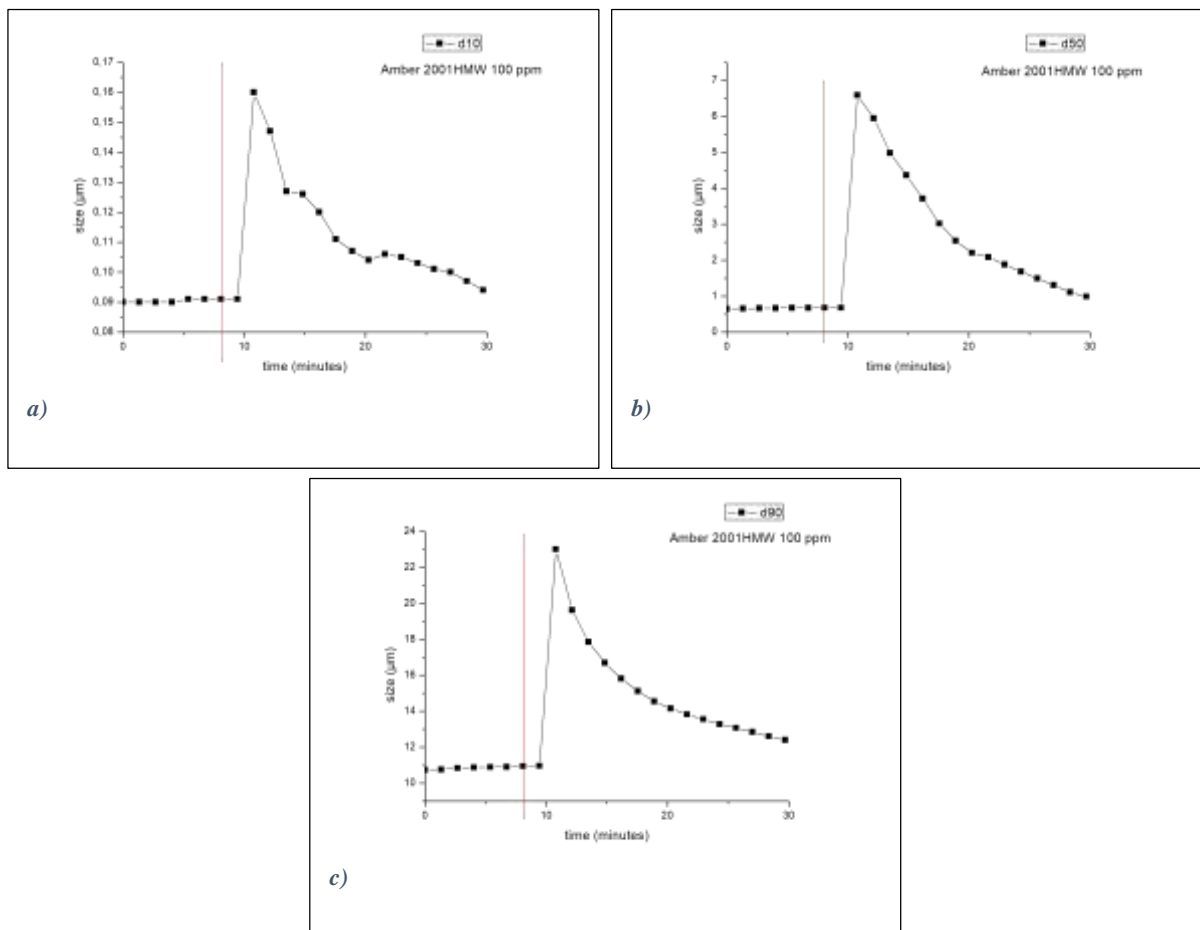 d10
Amber 2001HMW 100 ppm
0,17
0,16
0,15
0,14
0,13
0,12
0,11
0,10
0,09
0,08
size (µm)
0
10
20
30
time (minutes)
a)
d50
Amber 2001HMW 100 ppm
7
6
5
4
3
2
1
0
size (µm)
0
10
20
30
time (minutes)
b)
d90
Amber 2001HMW 100 ppm
24
22
20
18
16
14
12
10
size (µm)
0
10
20
30
time (minutes)
c)